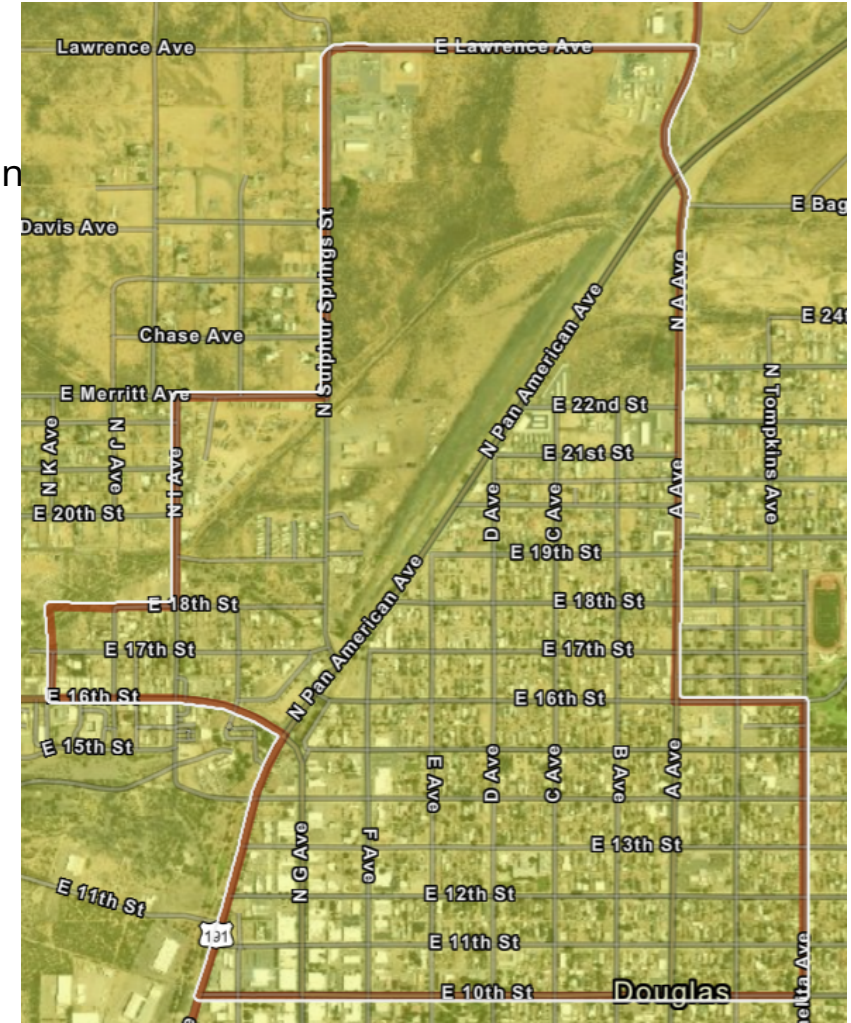 Lawrence Ave
E Lawrence Ave
n
Davis Ave
E Bag
N Sulphur Springs St
N A Ave
Chase Ave
E 24
E Merritt Ave
N Pan American Ave
E 22nd St
N Tompkins Ave
N K Ave
N J Ave
N I Ave
E 21st St
A Ave
D Ave
C Ave
E 20th St
E 19th St
N Pan American Ave
E 18th St
E 18th St
E 17th St
E 17th St
E 16th St
E 16th St
E 15th St
E Ave
D Ave
C Ave
B Ave
A Ave
N G Ave
F Ave
E 13th St
E 11th St
E 12th St
191
E 11th St
E 10th St
Douglas
elita Ave
e